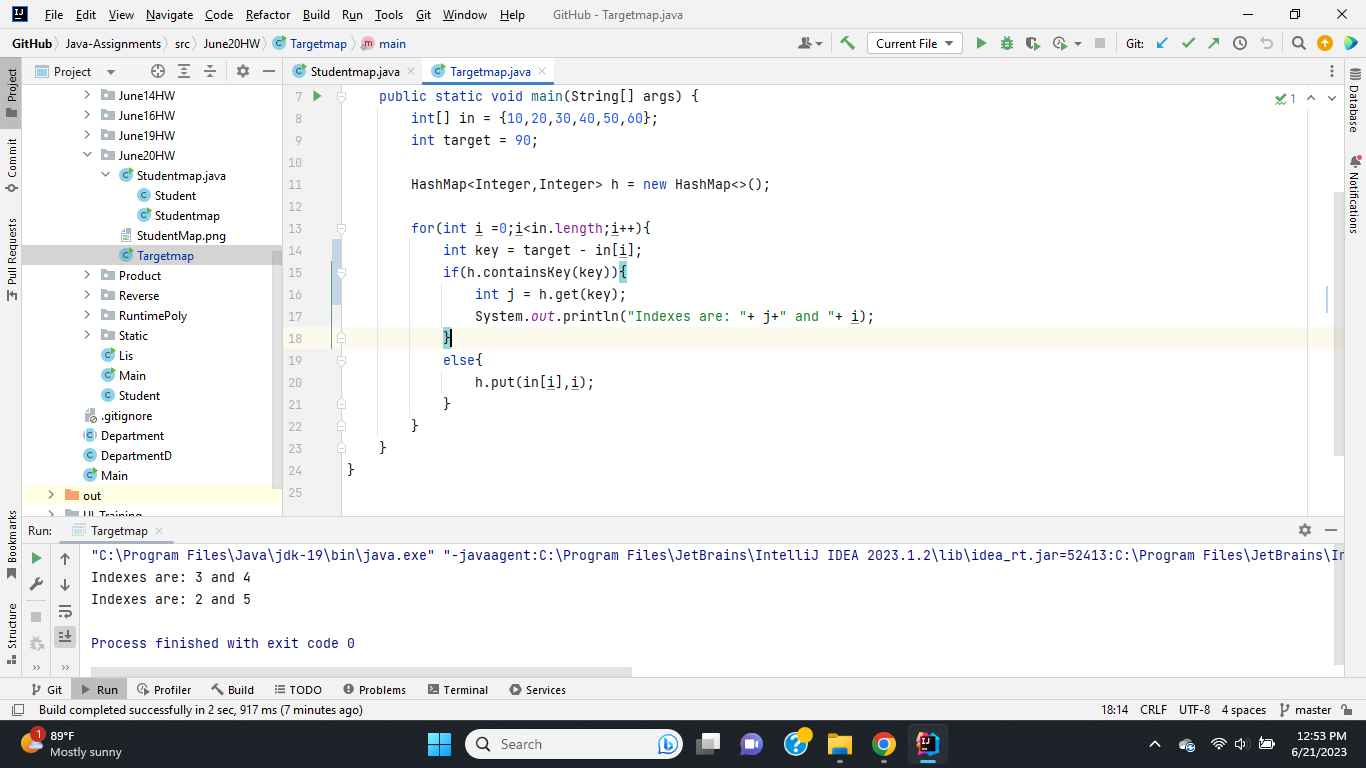 File Edit View Navigate Code Refactor Build Run Tools Git Window Help GitHub - Targetmap.java
GitHub Java-Assignments src June20HW Targetmap main Current File Git:
Project Studentmap.java Targetmap.java
Project
Commit
Pull Requests
Bookmarks
Structure
June14HW
June16HW
June19HW
June20HW
Studentmap.java
Student
Studentmap
StudentMap.png
Targetmap
Product
Reverse
RuntimePoly
Static
Lis
Main
Student
.gitignore
Department
DepartmentD
Main
out
UI_Training
7 public static void main(String[] args) {
8 int[] in = {10,20,30,40,50,60};
9 int target = 90;
10
11 HashMap<Integer,Integer> h = new HashMap<>();
12
13 for(int i =0;i<in.length;i++){
14 int key = target - in[i];
15 if(h.containsKey(key)){
16 int j = h.get(key);
17 System.out.println("Indexes are: "+ j+" and "+ i);
18 }
19 else{
20 h.put(in[i],i);
21 }
22 }
23 }
24 }
25
1
Database
Notifications
Run: Targetmap
"C:\Program Files\Java\jdk-19\bin\java.exe" "-javaagent:C:\Program Files\JetBrains\IntelliJ IDEA 2023.1.2\lib\idea_rt.jar=52413:C:\Program Files\JetBrains\In
Indexes are: 3 and 4
Indexes are: 2 and 5
Process finished with exit code 0
Git Run Profiler Build TODO Problems Terminal Services
Build completed successfully in 2 sec, 917 ms (7 minutes ago) 18:14 CRLF UTF-8 4 spaces master
1 89°F
Mostly sunny
Search
12:53 PM
6/21/2023